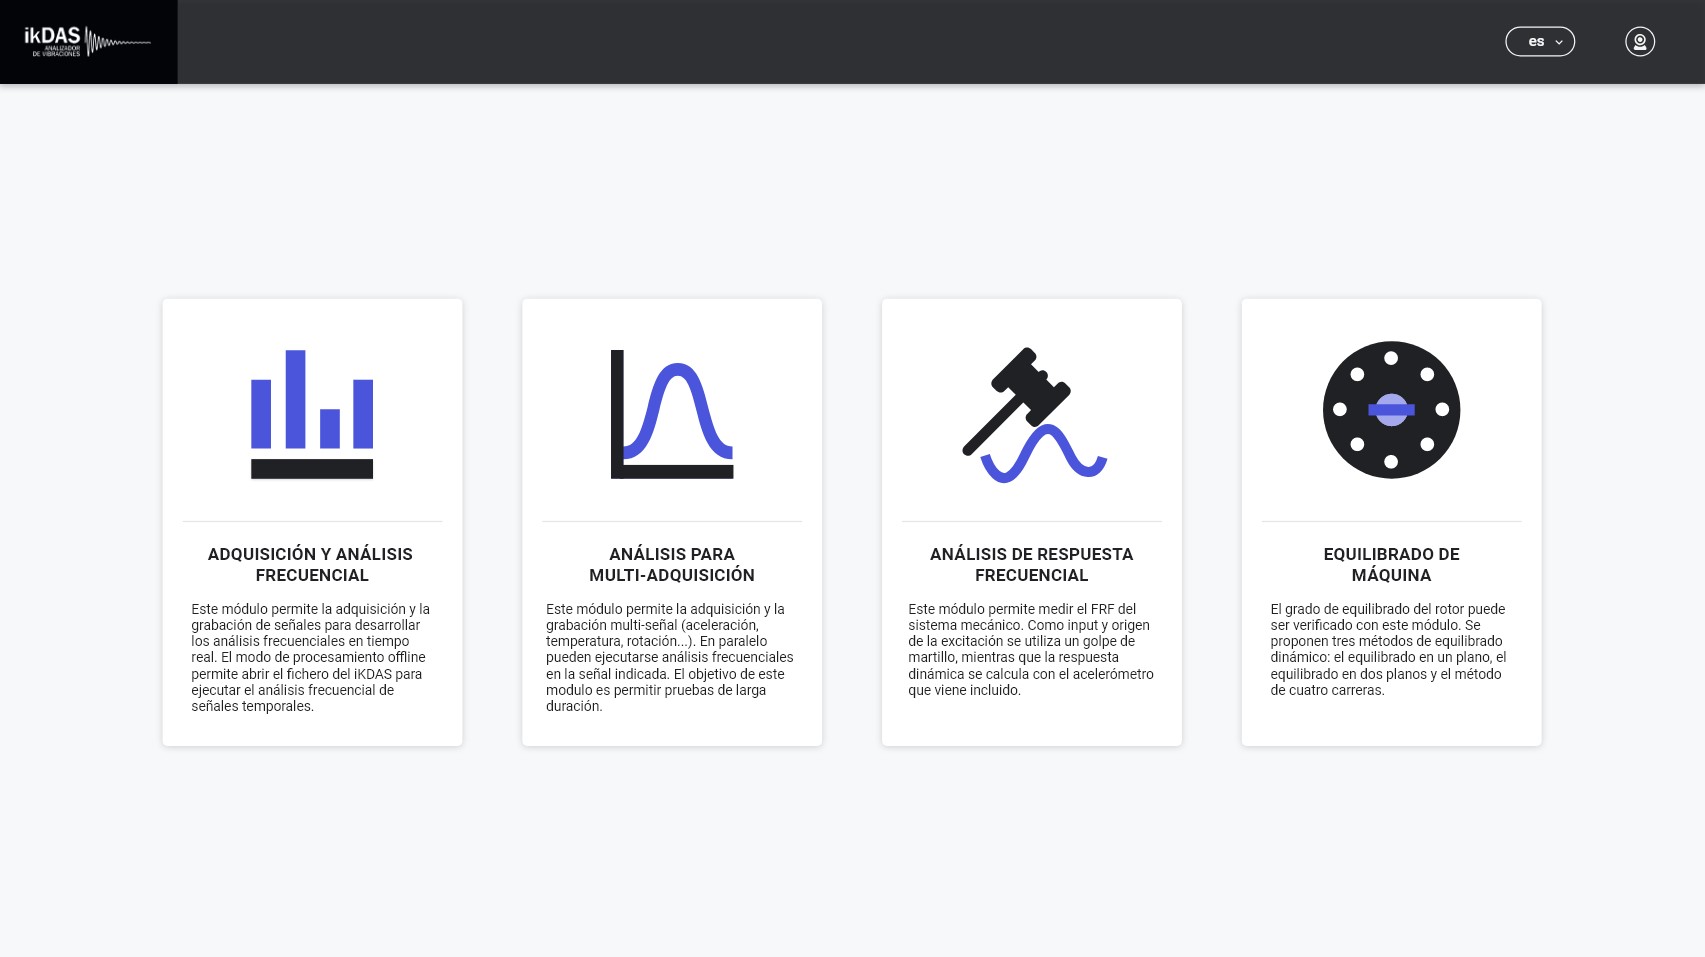 ikDAS
ANALIZADOR
DE VIBRACIONES
es
ADQUISICIÓN Y ANÁLISIS
FRECUENCIAL
Este módulo permite la adquisición y la
grabación de señales para desarrollar
los análisis frecuenciales en tiempo
real. El modo de procesamiento offline
permite abrir el fichero del iKDAS para
ejecutar el análisis frecuencial de
señales temporales.
ANÁLISIS PARA
MULTI-ADQUISICIÓN
Este módulo permite la adquisición y la
grabación multi-señal (aceleración,
temperatura, rotación...). En paralelo
pueden ejecutarse análisis frecuenciales
en la señal indicada. El objetivo de este
modulo es permitir pruebas de larga
duración.
ANÁLISIS DE RESPUESTA
FRECUENCIAL
Este módulo permite medir el FRF del
sistema mecánico. Como input y origen
de la excitación se utiliza un golpe de
martillo, mientras que la respuesta
dinámica se calcula con el acelerómetro
que viene incluido.
EQUILIBRADO DE
MÁQUINA
El grado de equilibrado del rotor puede
ser verificado con este módulo. Se
proponen tres métodos de equilibrado
dinámico: el equilibrado en un plano, el
equilibrado en dos planos y el método
de cuatro carreras.